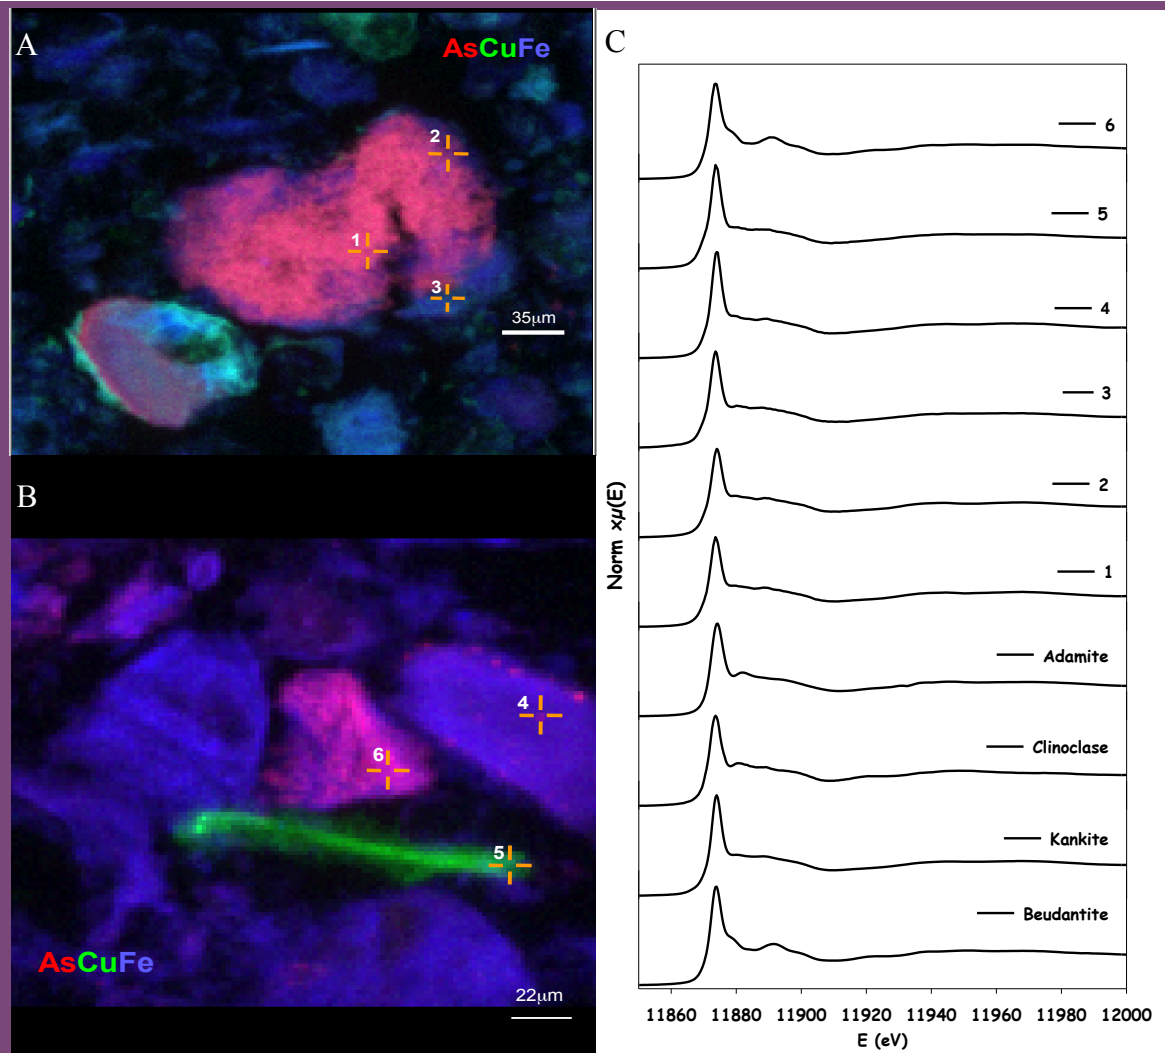 A
AsCuFe
2
1
3
35µm
B
4
6
5
AsCuFe
22µm
C
6
5
4
3
2
1
Adamite
Clinoclase
Kankite
Beudantite
Norm xµ(E)
11860 11880 11900 11920 11940 11960 11980 12000
E (eV)